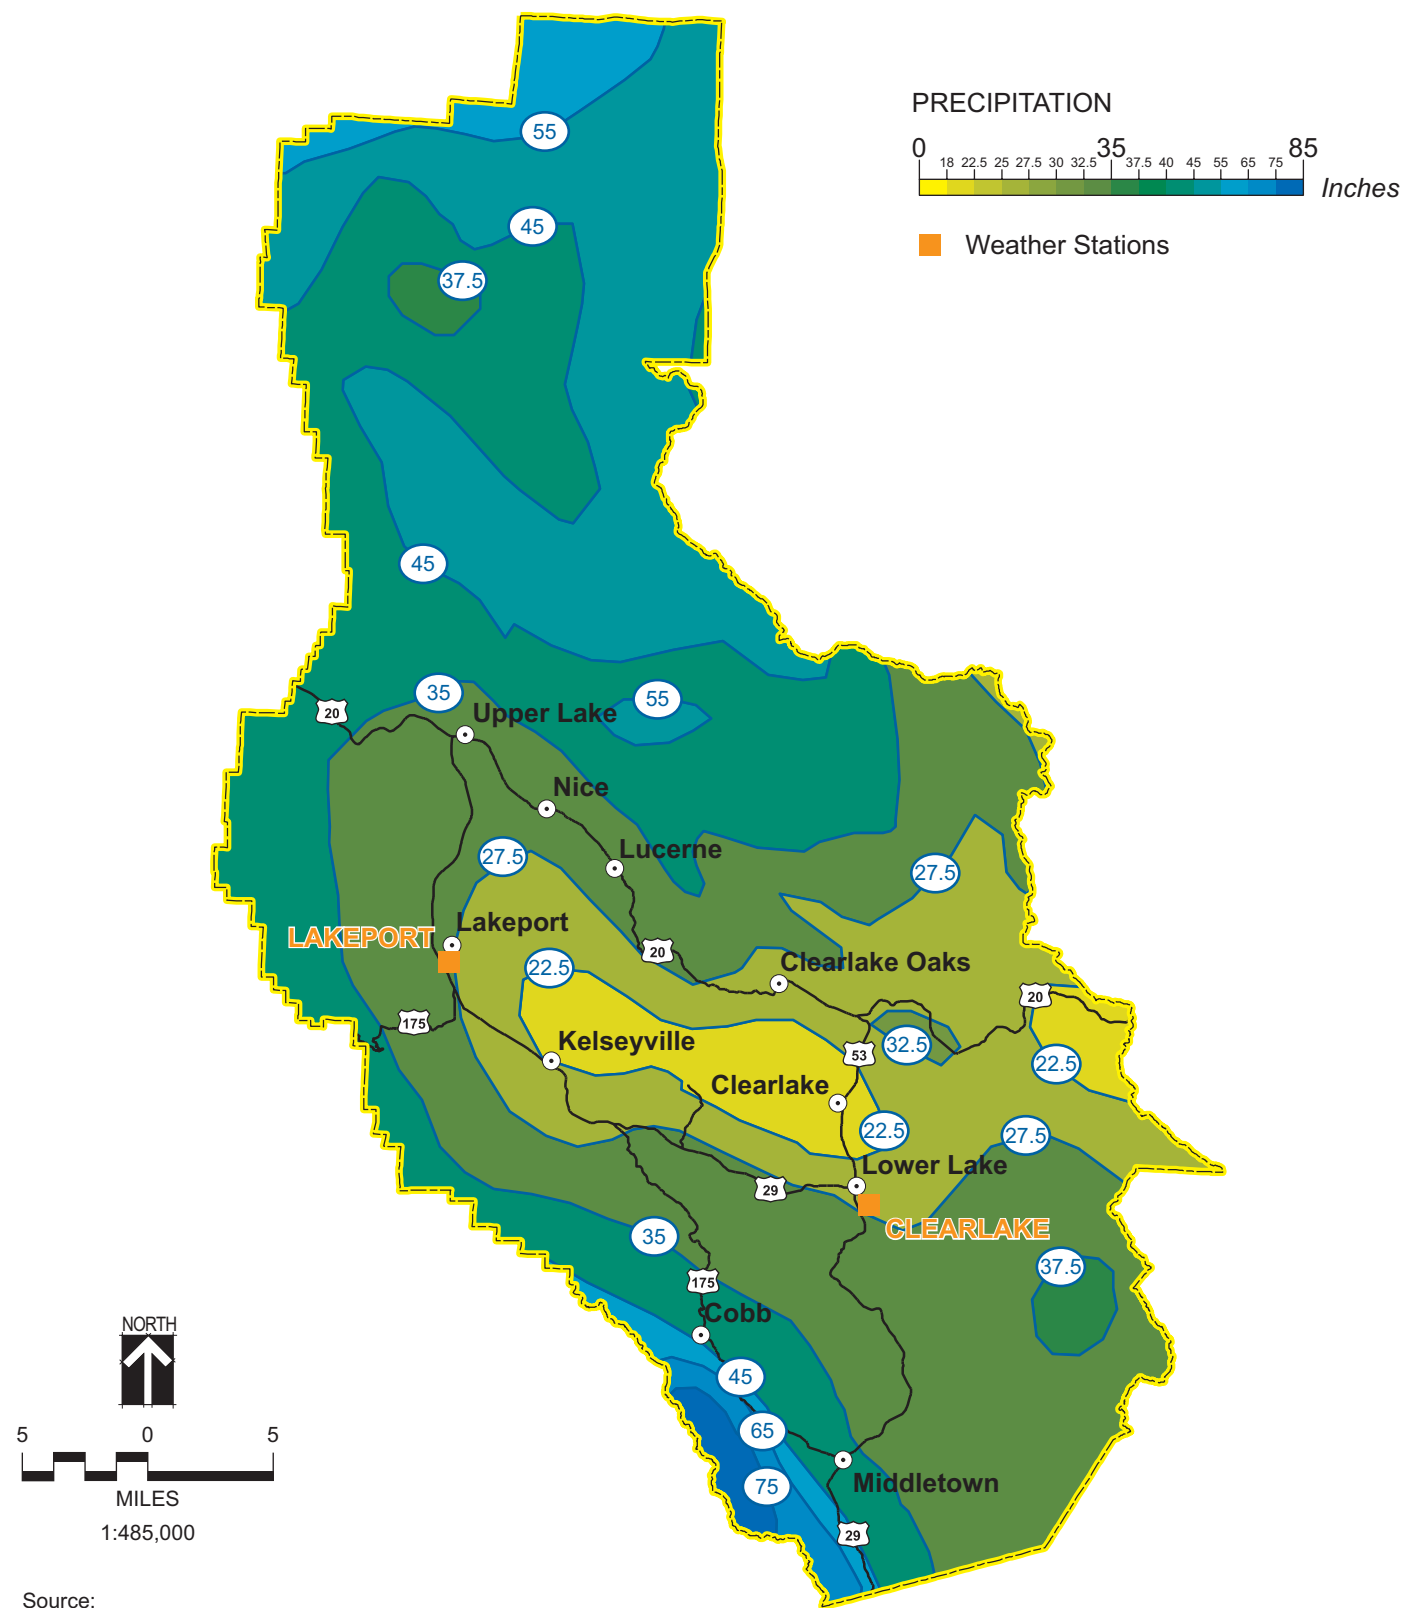 PRECIPITATION
0 35 85
18 22.5 25 27.5 30 32.5 37.5 40 45 55 65 75
Inches
Weather Stations
55
45
37.5
45
35
55
20
Upper Lake
Nice
Lucerne
27.5
27.5
Lakeport
LAKEPORT
20
22.5
Clearlake Oaks
20
175
Kelseyville
53
32.5
22.5
Clearlake
22.5
27.5
Lower Lake
29
CLEARLAKE
35
37.5
175
Cobb
45
65
75
Middletown
29
NORTH
5 0 5
MILES
1:485,000
Source: